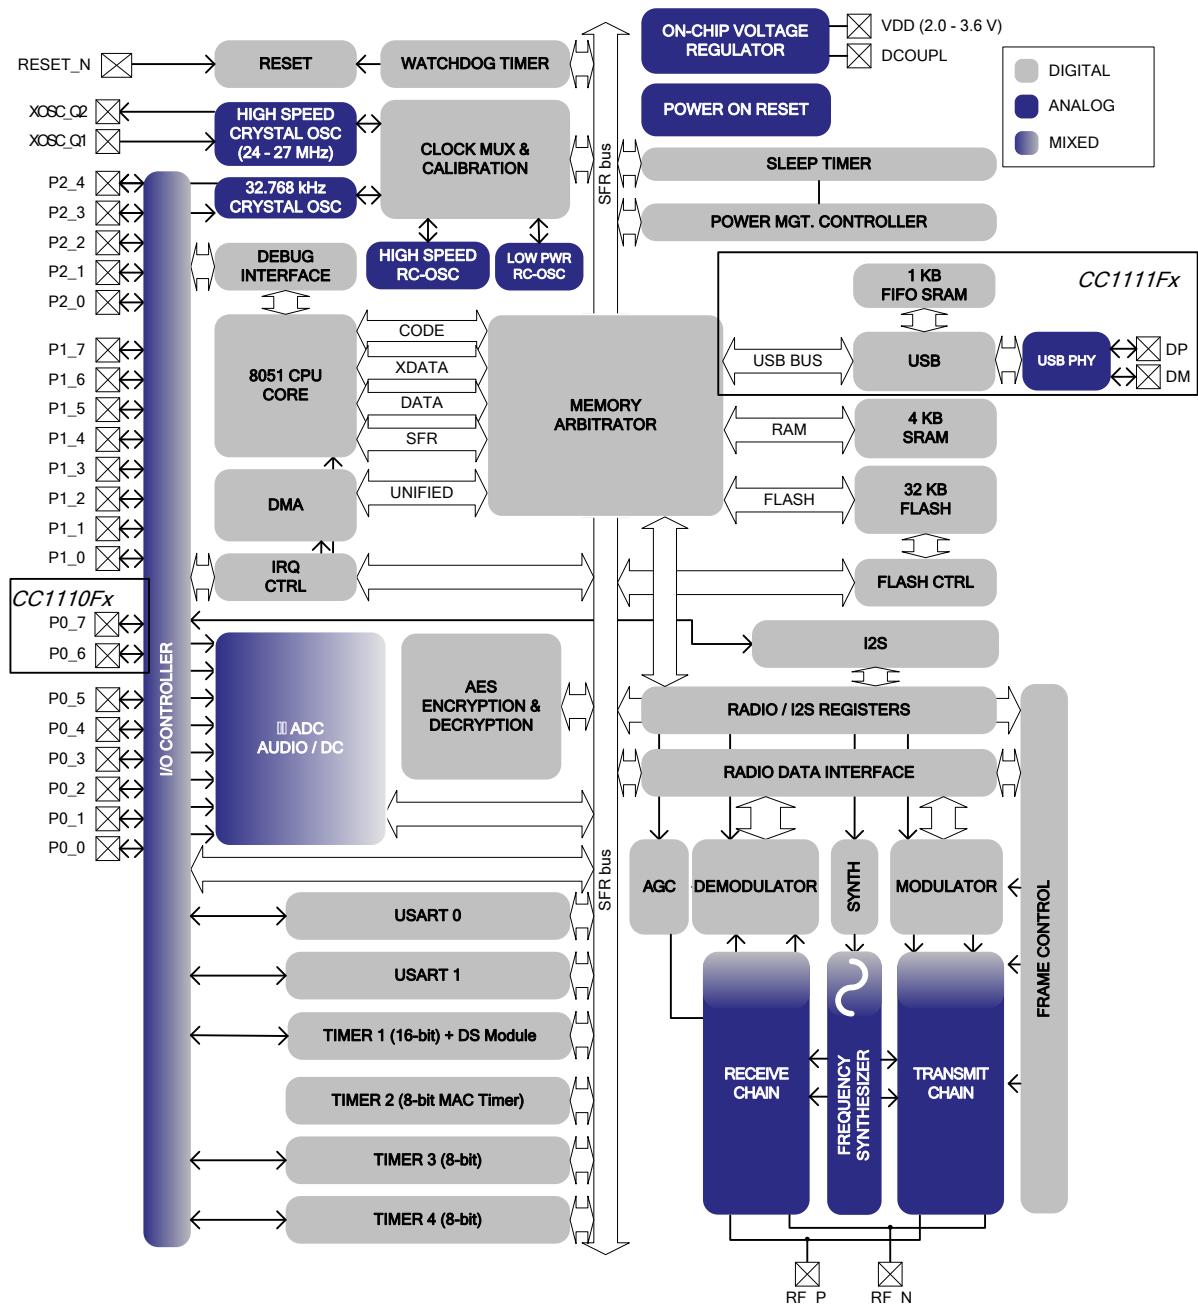 RESET_N
RESET
WATCHDOG TIMER
ON-CHIP VOLTAGE
REGULATOR
VDD (2.0 - 3.6 V)
DCOUPL
DIGITAL
ANALOG
MIXED
POWER ON RESET
XOSC_Q2
XOSC_Q1
HIGH SPEED
CRYSTAL OSC
(24 - 27 MHz)
CLOCK MUX &
CALIBRATION
SFR bus
SLEEP TIMER
POWER MGT. CONTROLLER
32.768 kHz
CRYSTAL OSC
HIGH SPEED
RC-OSC
LOW PWR
RC-OSC
DEBUG
INTERFACE
P2_4
P2_3
P2_2
P2_1
P2_0
P1_7
P1_6
P1_5
P1_4
P1_3
P1_2
P1_1
P1_0
CC1110Fx
P0_7
P0_6
P0_5
P0_4
P0_3
P0_2
P0_1
P0_0
I/O CONTROLLER
8051 CPU
CORE
CODE
XDATA
DATA
SFR
UNIFIED
DMA
IRQ
CTRL
MEMORY
ARBITRATOR
1 KB
FIFO SRAM
CC1111Fx
USB BUS
USB
USB PHY
DP
DM
RAM
4 KB
SRAM
FLASH
32 KB
FLASH
FLASH CTRL
I2S
ADC
AUDIO / DC
AES
ENCRYPTION &
DECRYPTION
RADIO / I2S REGISTERS
RADIO DATA INTERFACE
SFR bus
AGC
DEMODULATOR
SYNTH
MODULATOR
FRAME CONTROL
USART 0
USART 1
TIMER 1 (16-bit) + DS Module
TIMER 2 (8-bit MAC Timer)
TIMER 3 (8-bit)
TIMER 4 (8-bit)
RECEIVE
CHAIN
FREQUENCY
SYNTHESIZER
TRANSMIT
CHAIN
RF_P
RF_N